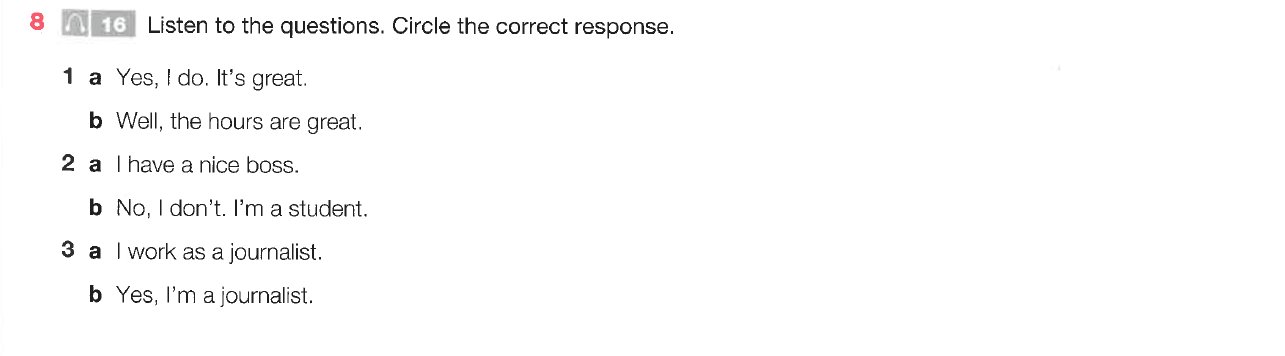 8 16 Listen to the questions. Circle the correct response.
1 a Yes, I do. It's great.
b Well, the hours are great.
2 a I have a nice boss.
b No, I don't. I'm a student.
3 a I work as a journalist.
b Yes, I'm a journalist.